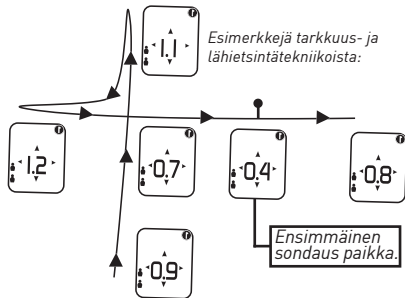 1.1
Esimerkkejä tarkkuus- ja
lähietsintätekniikoista:
1.2
0.7
0.4
0.8
Ensimmäinen
sondaus paikka.
0.9